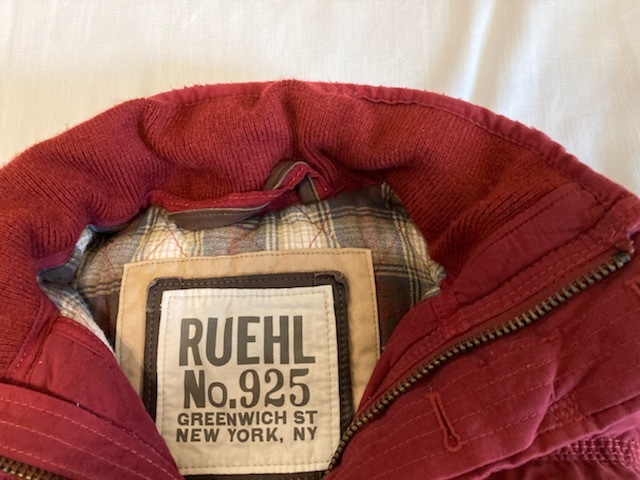 RUEHL
No.925
GREENWICH ST
NEW YORK, NY